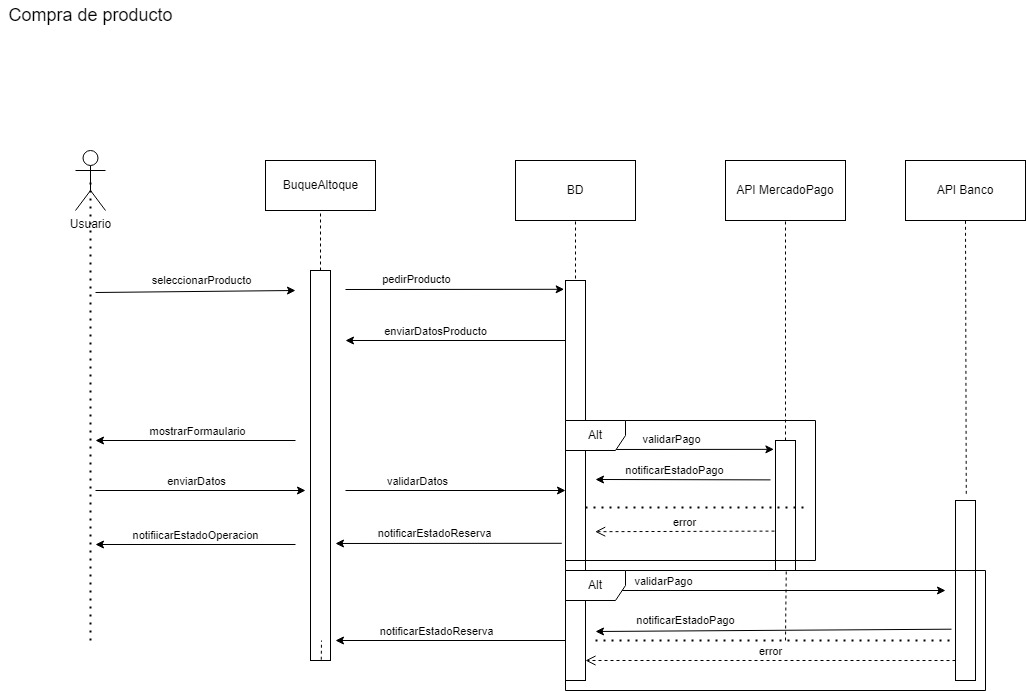 Compra de producto
Usuario
BuqueAltoque
BD
API MercadoPago
API Banco
seleccionarProducto
pedirProducto
enviarDatosProducto
mostrarFormaulario
Alt
validarPago
notificarEstadoPago
enviarDatos
validarDatos
error
notifiicarEstadoOperacion
notificarEstadoReserva
Alt
validarPago
notificarEstadoPago
notificarEstadoReserva
error